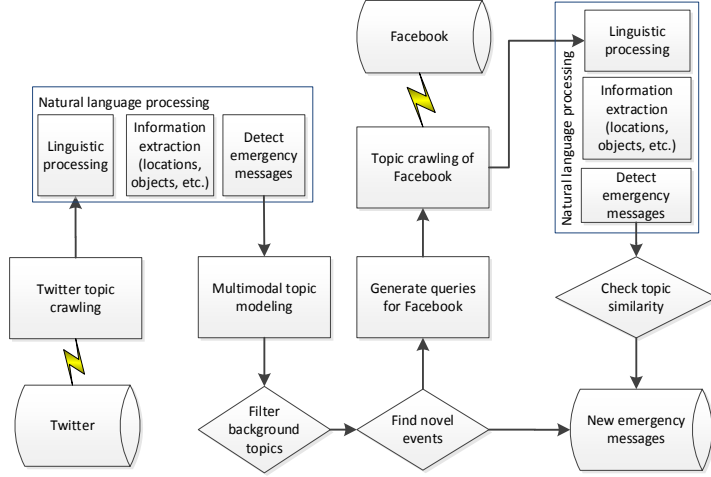 Facebook
Linguistic
processing
Natural language processing
Information
extraction
(locations,
objects, etc.)
Detect
emergency
messages
Natural language processing
Linguistic
processing
Information
extraction
(locations,
objects, etc.)
Detect
emergency
messages
Topic crawling of
Facebook
Twitter topic
crawling
Multimodal topic
modeling
Generate queries
for Facebook
Check topic
similarity
Twitter
Filter
background
topics
Find novel
events
New emergency
messages